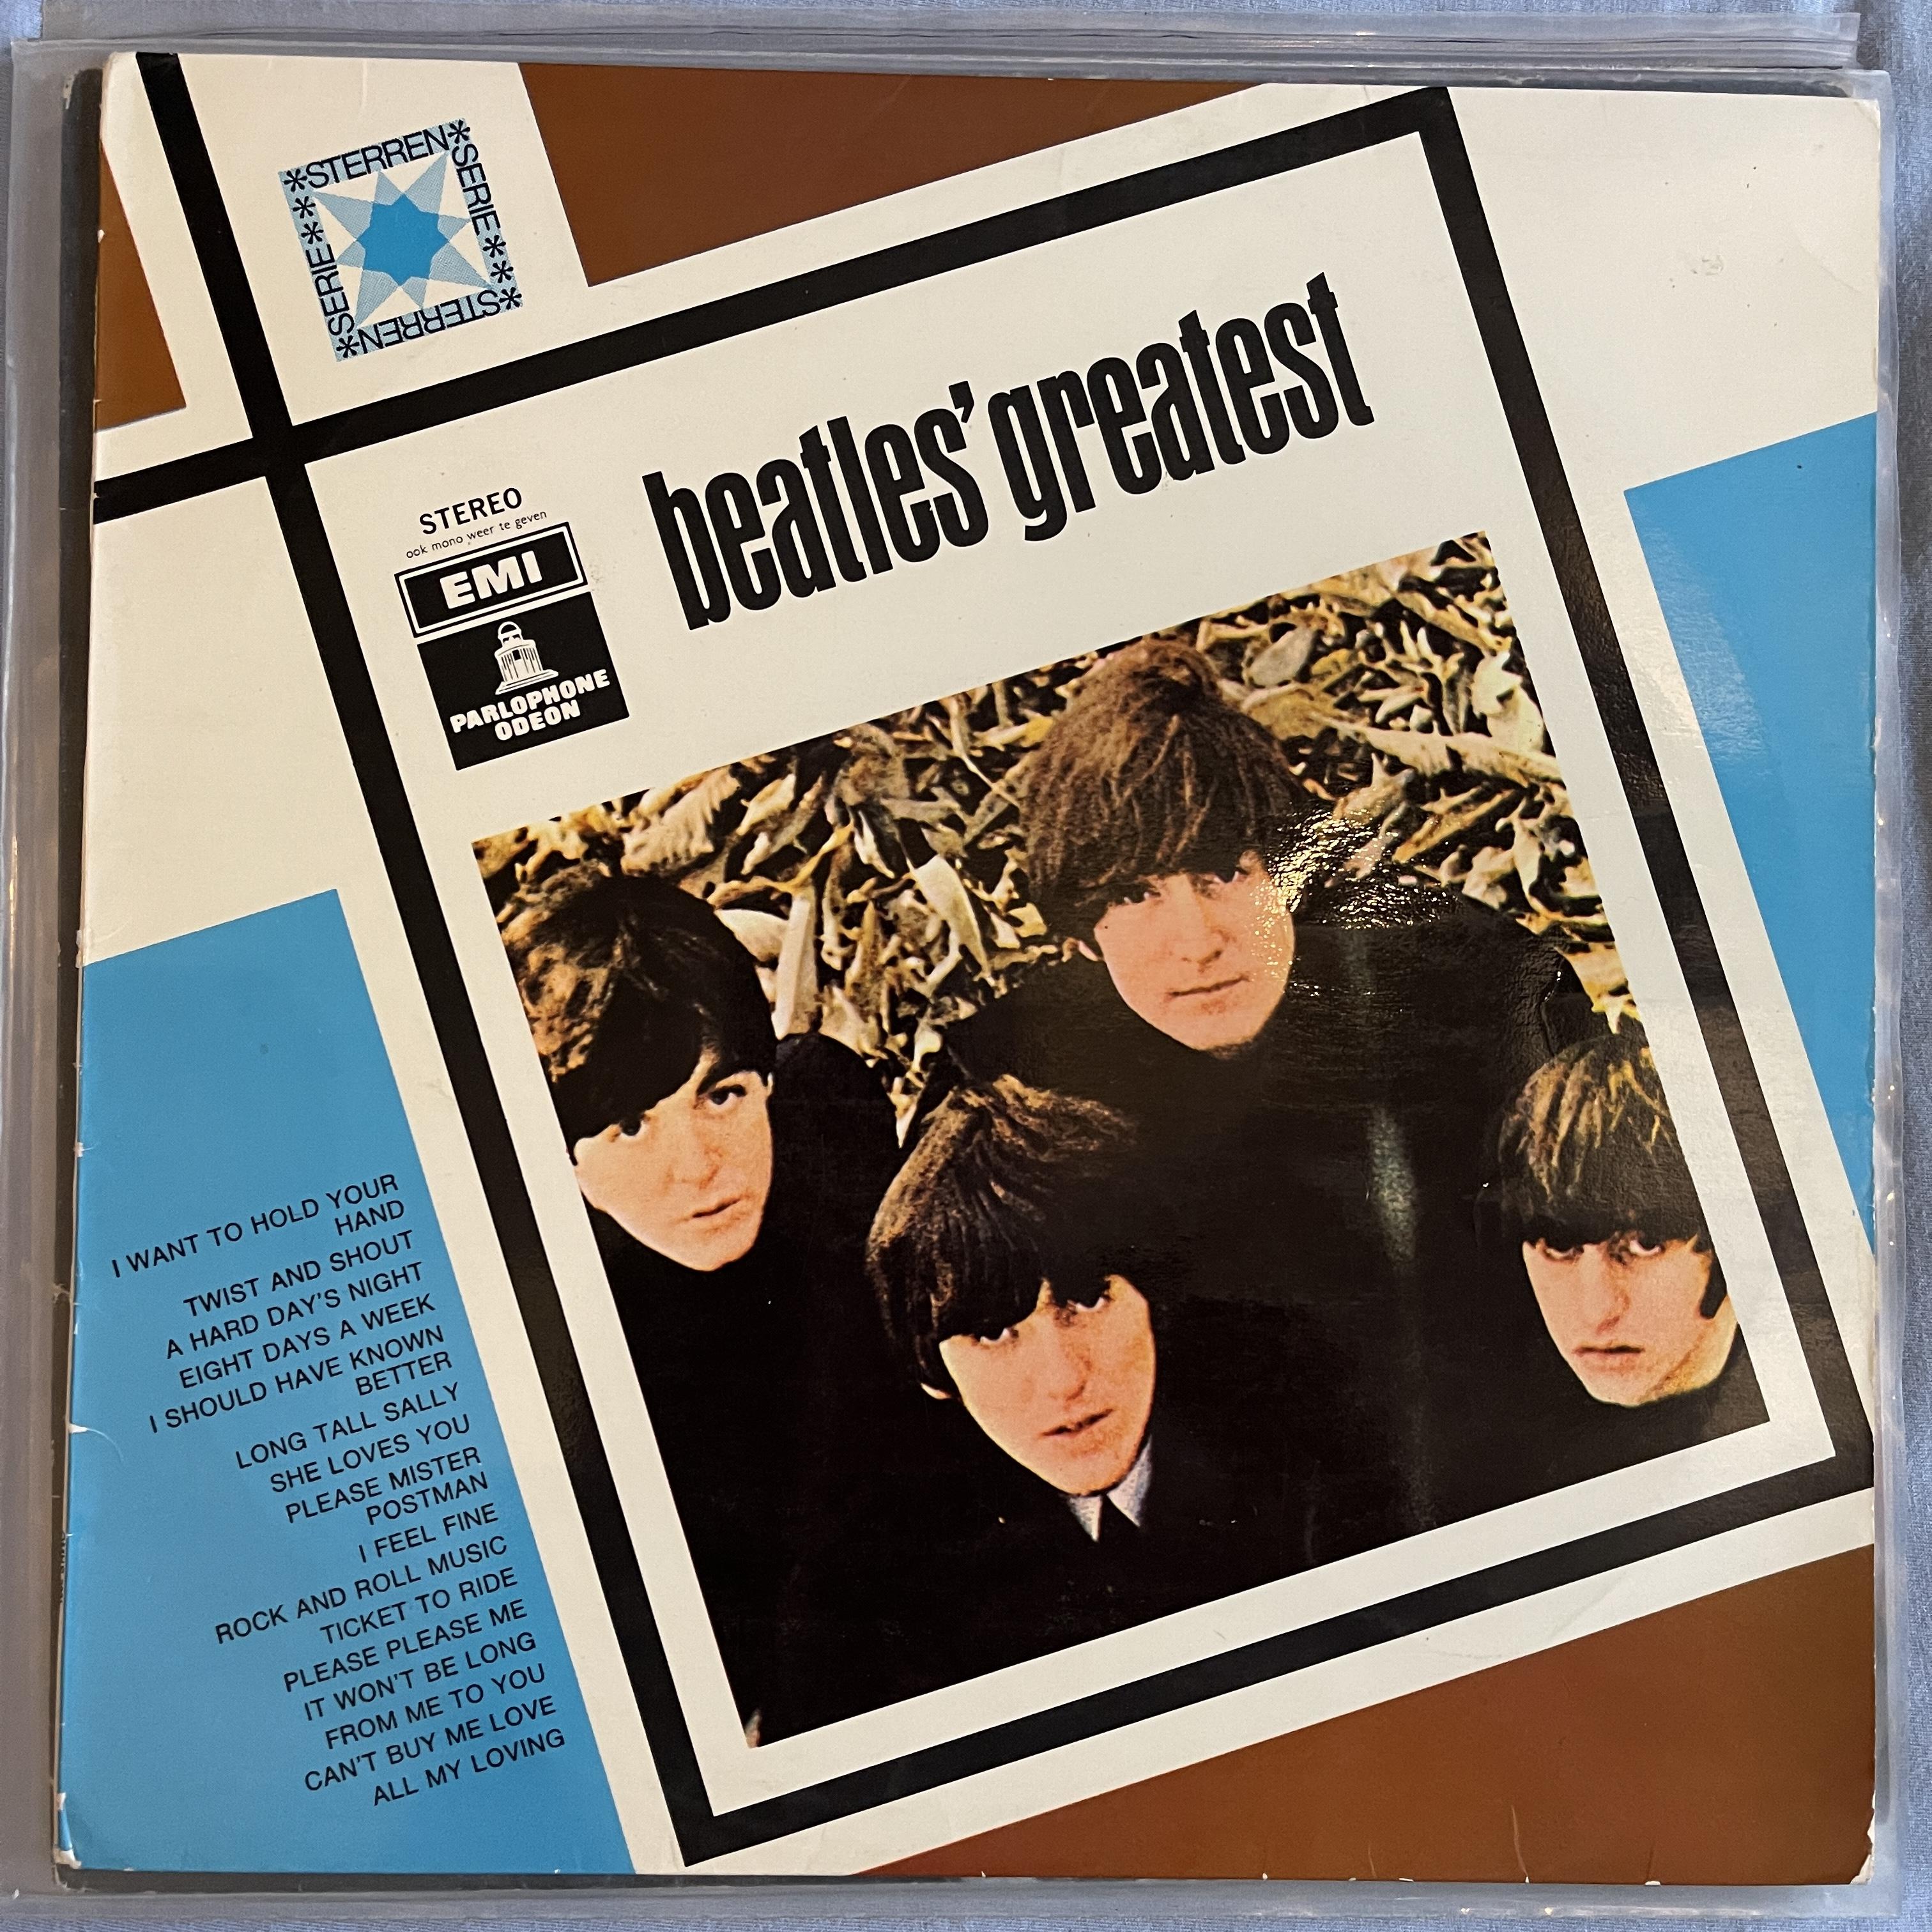 *STERREN*
SERIE**
*STERREN*
*SERIE**
beatles' greatest
STEREO
ook mono weer te geven
EMI
PARLOPHONE
ODEON
I WANT TO HOLD YOUR
HAND
TWIST AND SHOUT
A HARD DAY'S NIGHT
EIGHT DAYS A WEEK
I SHOULD HAVE KNOWN
BETTER
LONG TALL SALLY
SHE LOVES YOU
PLEASE MISTER
POSTMAN
I FEEL FINE
ROCK AND ROLL MUSIC
TICKET TO RIDE
PLEASE PLEASE ME
IT WON'T BE LONG
FROM ME TO YOU
CAN'T BUY ME LOVE
ALL MY LOVING